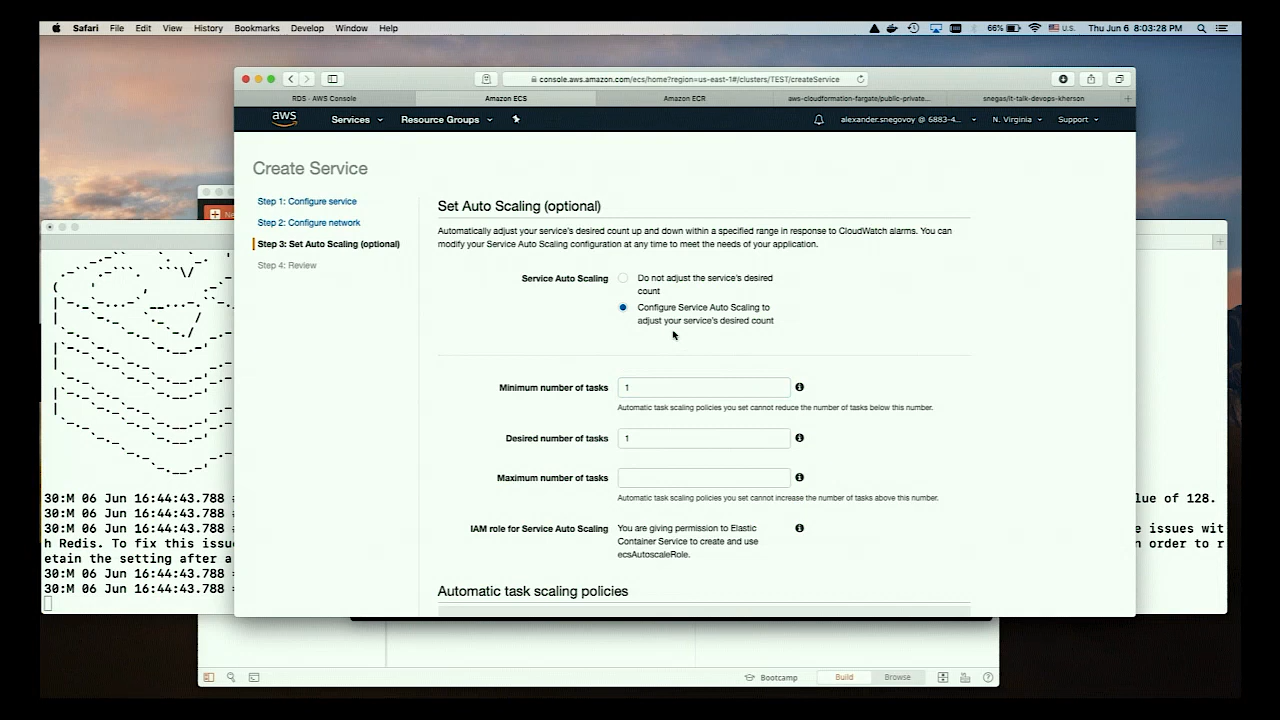 Safari File Edit View History Bookmarks Develop Window Help
66% U.S. Thu Jun 6 8:03:28 PM
console.aws.amazon.com/ecs/home?region=us-east-1#/clusters/TEST/createService
RDS - AWS Console
Amazon ECS
Amazon ECR
aws-cloudformation-fargate/public-private...
snegas/it-talk-devops-kherson
aws Services Resource Groups
alexander.snegovoy @ 6883-4... N. Virginia Support
Create Service
Step 1: Configure service
Step 2: Configure network
Step 3: Set Auto Scaling (optional)
Step 4: Review
Set Auto Scaling (optional)
Automatically adjust your service's desired count up and down within a specified range in response to CloudWatch alarms. You can
modify your Service Auto Scaling configuration at any time to meet the needs of your application.
Service Auto Scaling
Do not adjust the service's desired
count
Configure Service Auto Scaling to
adjust your service's desired count
Minimum number of tasks 1
Automatic task scaling policies you set cannot reduce the number of tasks below this number.
Desired number of tasks 1
Maximum number of tasks
Automatic task scaling policies you set cannot increase the number of tasks above this number.
IAM role for Service Auto Scaling
You are giving permission to Elastic
Container Service to create and use
ecsAutoscaleRole.
Automatic task scaling policies
30:M 06 Jun 16:44:43.788 #
lue of 128.
30:M 06 Jun 16:44:43.788
30:M 06 Jun 16:44:43.788
e issues wit
h Redis. To fix this issu
n order to r
etain the setting after a
30:M 06 Jun 16:44:43.788
30:M 06 Jun 16:44:43.788
Bootcamp Build Browse